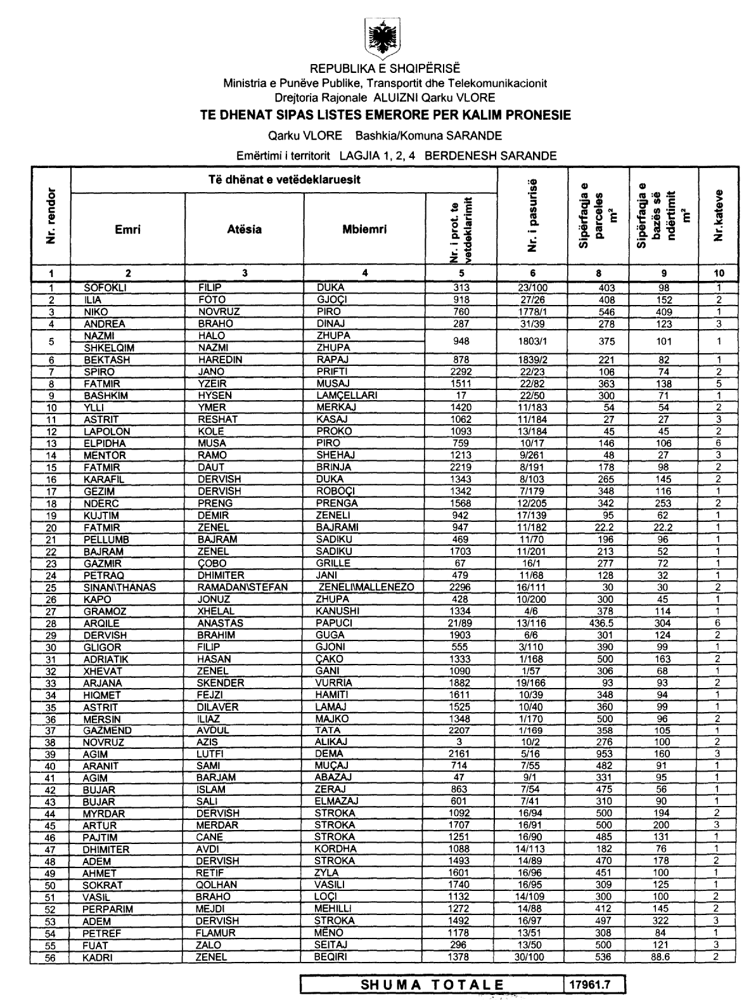 REPUBLIKA E SHQIPËRISË
Ministria e Punëve Publike, Transportit dhe Telekomunikacionit
Drejtoria Rajonale ALUIZNI Qarku VLORE
TE DHENAT SIPAS LISTES EMERORE PER KALIM PRONESIE
Qarku VLORE Bashkia/Komuna SARANDE
Emërtimi i territorit LAGJIA 1, 2, 4 BERDENESH SARANDE
Nr. rendor Të dhënat e vetëdeklaruesit Nr. i pasurisë Sipërfaqja e parceles m² Sipërfaqja e bazës së ndërtimit m² Nr.kateve
Emri Atësia Mbiemri Nr. i prot. te vetdeklarimit
1 2 3 4 5 6 8 9 10
1 SOFOKLI FILIP DUKA 313 23/100 403 98 1
2 ILIA FOTO GJOÇI 918 27/26 408 152 2
3 NIKO NOVRUZ PIRO 760 1778/1 546 409 1
4 ANDREA BRAHO DINAJ 287 31/39 278 123 3
5 NAZMI HALO ZHUPA 948 1803/1 375 101 1
SHKELQIM NAZMI ZHUPA
6 BEKTASH HAREDIN RAPAJ 878 1839/2 221 82 1
7 SPIRO JANO PRIFTI 2292 22/23 106 74 2
8 FATMIR YZEIR MUSAJ 1511 22/82 363 138 5
9 BASHKIM HYSEN LAMÇELLARI 17 22/50 300 71 1
10 YLLI YMER MERKAJ 1420 11/183 54 54 2
11 ASTRIT RESHAT KASAJ 1062 11/184 27 27 3
12 LAPOLON KOLE PROKO 1093 13/184 45 45 2
13 ELPIDHA MUSA PIRO 759 10/17 146 106 6
14 MENTOR RAMO SHEHAJ 1213 9/261 48 27 3
15 FATMIR DAUT BRINJA 2219 8/191 178 98 2
16 KARAFIL DERVISH DUKA 1343 8/103 265 145 2
17 GEZIM DERVISH ROBOÇI 1342 7/179 348 116 1
18 NDERC PRENG PRENGA 1568 12/205 342 253 2
19 KUJTIM DEMIR ZENELI 942 17/139 95 62 1
20 FATMIR ZENEL BAJRAMI 947 11/182 22.2 22.2 1
21 PELLUMB BAJRAM SADIKU 469 11/70 196 96 1
22 BAJRAM ZENEL SADIKU 1703 11/201 213 52 1
23 GAZMIR ÇOBO GRILLE 67 16/1 277 72 1
24 PETRAQ DHIMITER JANI 479 11/68 128 32 1
25 SINAN\THANAS RAMADAN\STEFAN ZENELI\MALLENEZO 2296 16/111 30 30 2
26 KAPO JONUZ ZHUPA 428 10/200 300 45 1
27 GRAMOZ XHELAL KANUSHI 1334 4/6 378 114 1
28 ARQILE ANASTAS PAPUCI 21/89 13/116 436.5 304 6
29 DERVISH BRAHIM GUGA 1903 6/6 301 124 2
30 GLIGOR FILIP GJONI 555 3/110 390 99 1
31 ADRIATIK HASAN ÇAKO 1333 1/168 500 163 2
32 XHEVAT ZENEL GANI 1090 1/57 306 68 1
33 ARJANA SKENDER VURRIA 1882 19/166 93 93 2
34 HIQMET FEJZI HAMITI 1611 10/39 348 94 1
35 ASTRIT DILAVER LAMAJ 1525 10/40 360 99 1
36 MERSIN ILIAZ MAJKO 1348 1/170 500 96 2
37 GAZMEND AVDUL TATA 2207 1/169 358 105 1
38 NOVRUZ AZIS ALIKAJ 3 10/2 276 100 2
39 AGIM LUTFI DEMA 2161 5/16 953 160 3
40 ARANIT SAMI MUÇAJ 714 7/55 482 91 1
41 AGIM BARJAM ABAZAJ 47 9/1 331 95 1
42 BUJAR ISLAM ZERAJ 863 7/54 475 56 1
43 BUJAR SALI ELMAZAJ 601 7/41 310 90 1
44 MYRDAR DERVISH STROKA 1092 16/94 500 194 2
45 ARTUR MERDAR STROKA 1707 16/91 500 200 3
46 PAJTIM CANE STROKA 1251 16/90 485 131 1
47 DHIMITER AVDI KORDHA 1088 14/113 182 76 1
48 ADEM DERVISH STROKA 1493 14/89 470 178 2
49 AHMET RETIF ZYLA 1601 16/96 451 100 1
50 SOKRAT QOLHAN VASILI 1740 16/95 309 125 1
51 VASIL BRAHO LOÇI 1132 14/109 300 100 2
52 PERPARIM MEJDI MEHILLI 1272 14/88 412 145 2
53 ADEM DERVISH STROKA 1492 16/97 497 322 3
54 PETREF FLAMUR MËNO 1178 13/51 308 84 1
55 FUAT ZALO SEITAJ 296 13/50 500 121 3
56 KADRI ZENEL BEQIRI 1378 30/100 536 88.6 2
SHUMA TOTALE 17961.7